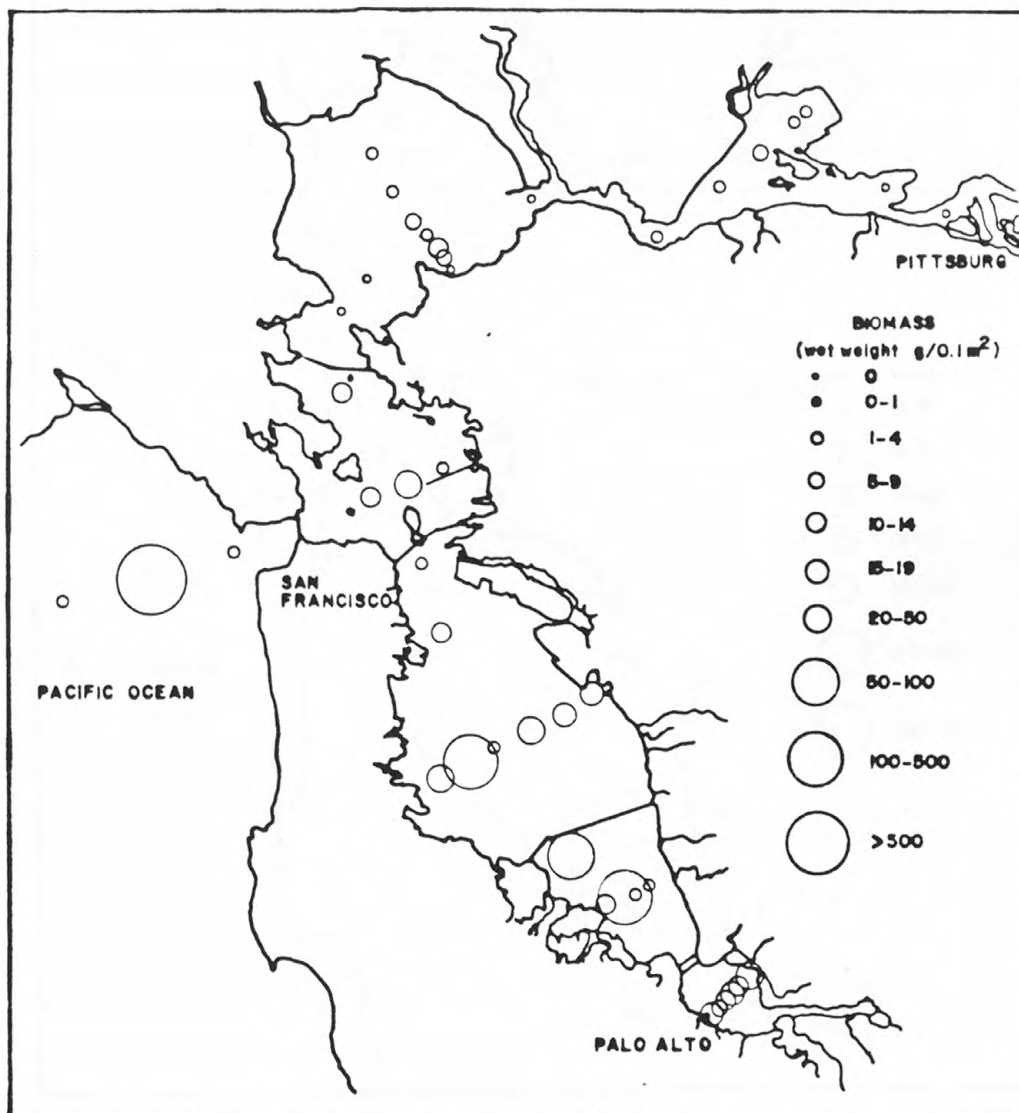 PITTSBURG
BIOMASS
(wet weight g/0.1m²)
0
0-1
1-4
5-9
10-14
15-19
20-50
50-100
100-500
>500
SAN
FRANCISCO
PACIFIC OCEAN
PALO ALTO